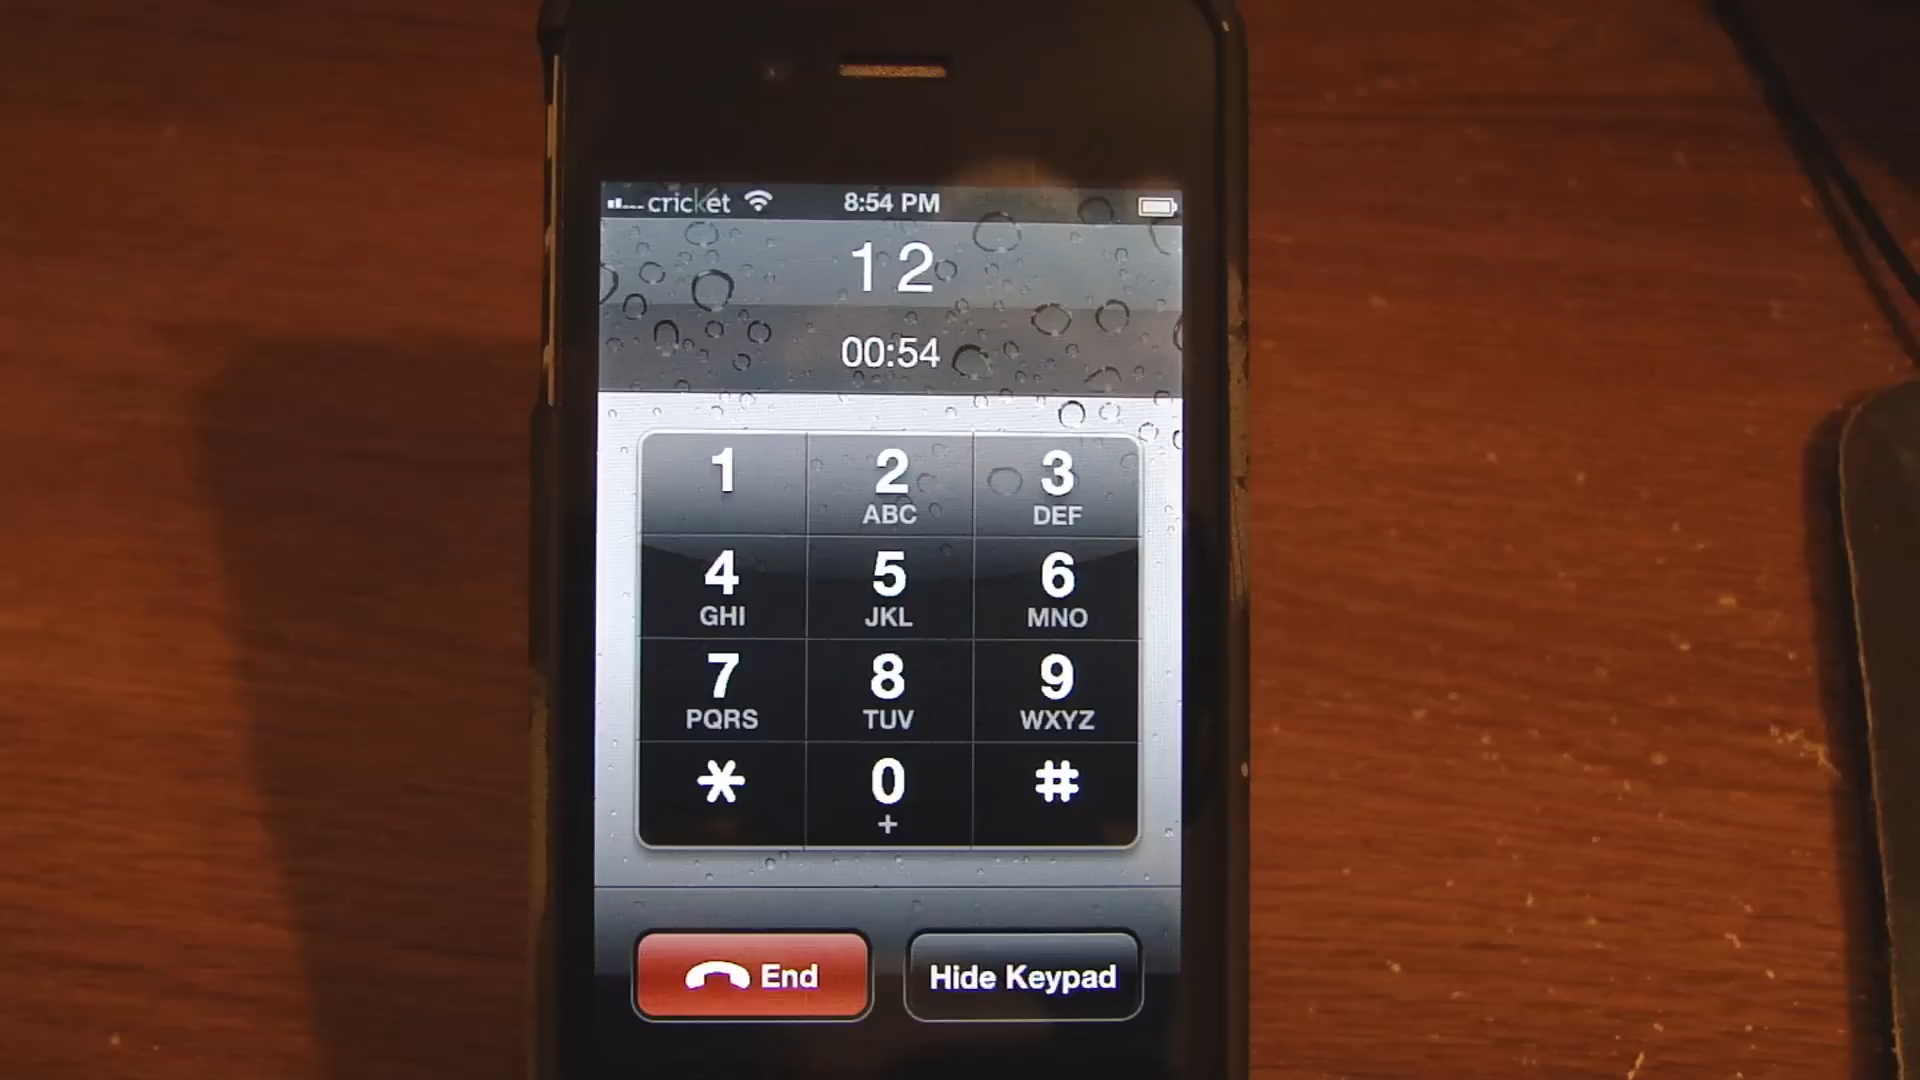 cricket 8:54 PM
12
00:54
1 2 3
ABC DEF
4 5 6
GHI JKL MNO
7 8 9
PQRS TUV WXYZ
* 0 #
+
End Hide Keypad